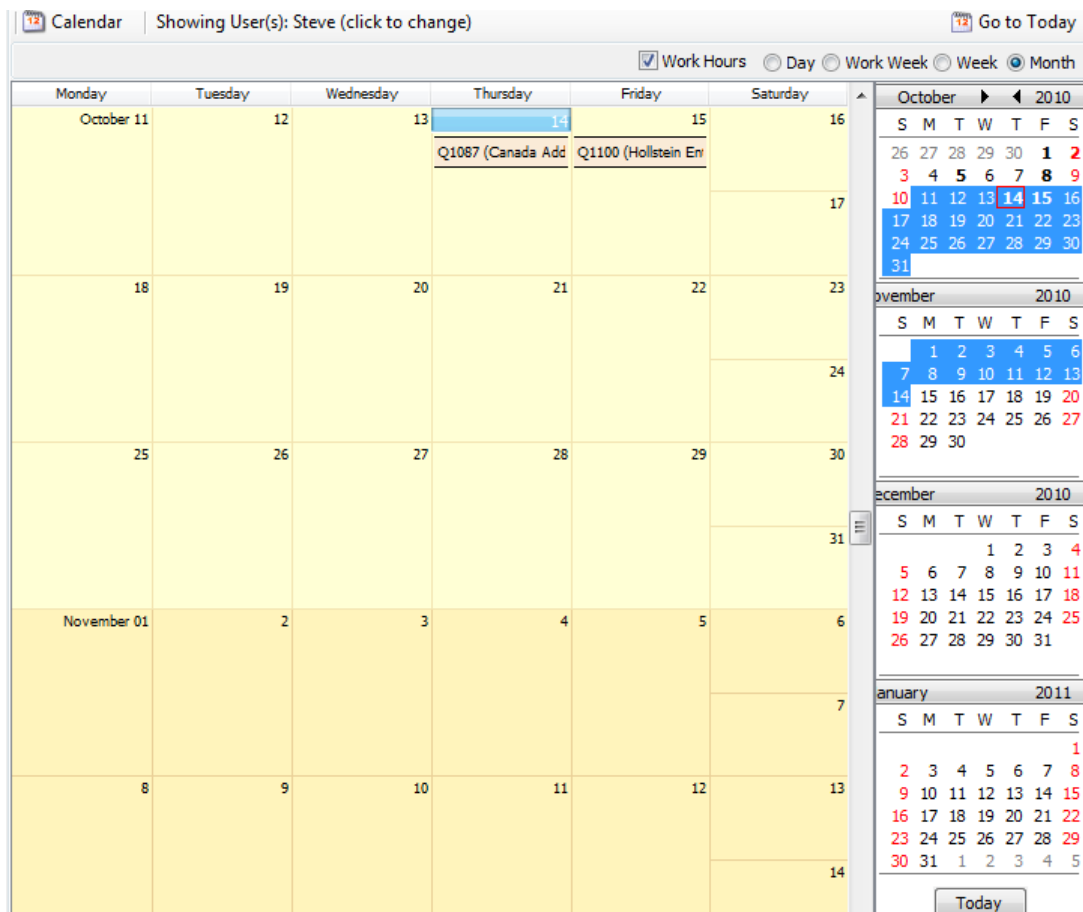 Calendar Showing User(s): Steve (click to change) Go to Today
Work Hours Day Work Week Week Month
Monday Tuesday Wednesday Thursday Friday Saturday
October 11 12 13 14 15 16
Q1087 (Canada Add Q1100 (Hollstein En
17
18 19 20 21 22 23
24
25 26 27 28 29 30
31
November 01 2 3 4 5 6
7
8 9 10 11 12 13
14
October 2010
S M T W T F S
26 27 28 29 30 1 2
3 4 5 6 7 8 9
10 11 12 13 14 15 16
17 18 19 20 21 22 23
24 25 26 27 28 29 30
31
ovember 2010
S M T W T F S
1 2 3 4 5 6
7 8 9 10 11 12 13
14 15 16 17 18 19 20
21 22 23 24 25 26 27
28 29 30
ecember 2010
S M T W T F S
1 2 3 4
5 6 7 8 9 10 11
12 13 14 15 16 17 18
19 20 21 22 23 24 25
26 27 28 29 30 31
anuary 2011
S M T W T F S
1
2 3 4 5 6 7 8
9 10 11 12 13 14 15
16 17 18 19 20 21 22
23 24 25 26 27 28 29
30 31 1 2 3 4 5
Today